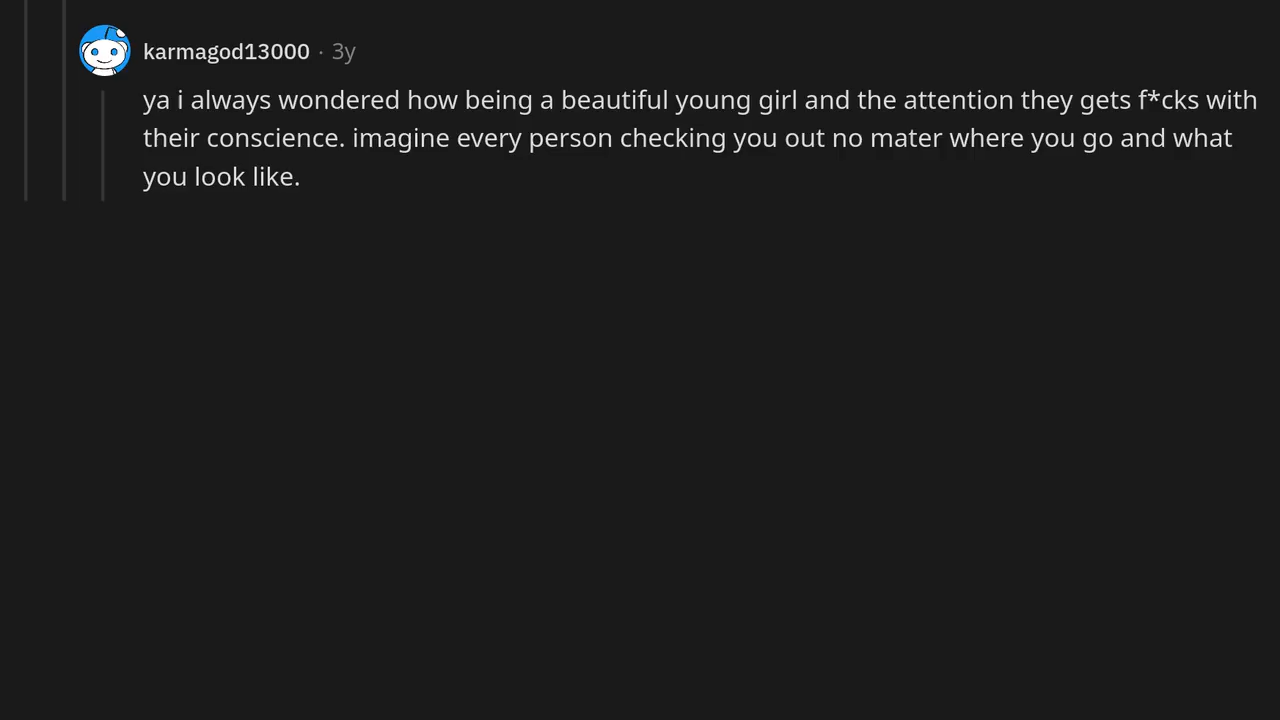 karmagod13000 · 3y
ya i always wondered how being a beautiful young girl and the attention they gets f*cks with
their conscience. imagine every person checking you out no mater where you go and what
you look like.